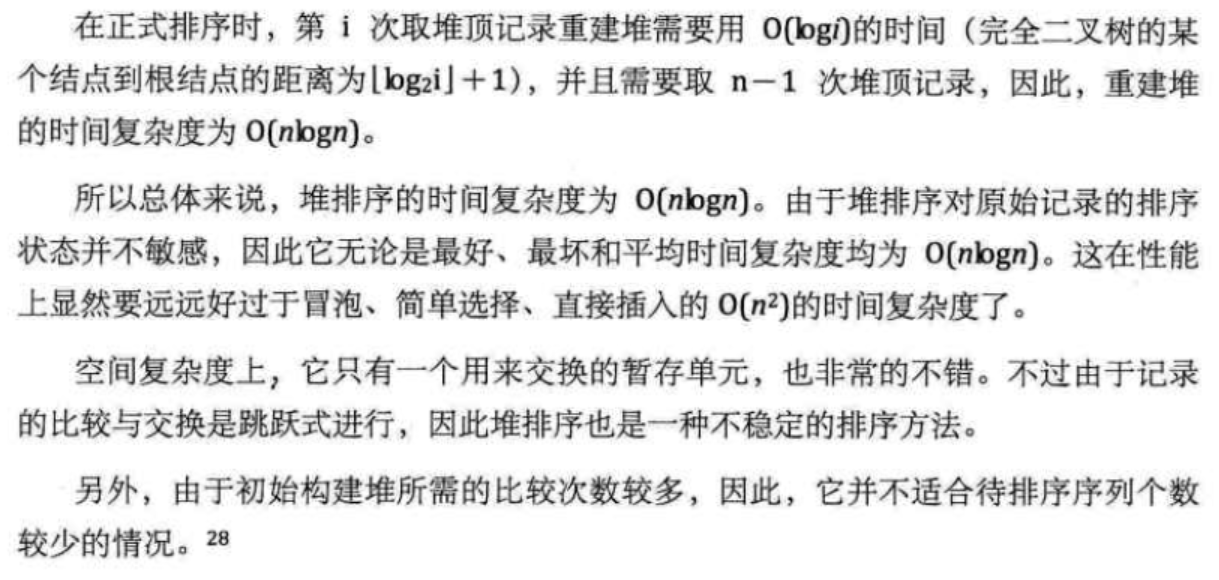 在正式排序时，第 i 次取堆顶记录重建堆需要用 O(logi)的时间（完全二叉树的某
个结点到根结点的距离为⌊log₂i⌋+1），并且需要取 n-1 次堆顶记录，因此，重建堆
的时间复杂度为 O(nlogn)。
所以总体来说，堆排序的时间复杂度为 O(nlogn)。由于堆排序对原始记录的排序
状态并不敏感，因此它无论是最好、最坏和平均时间复杂度均为 O(nlogn)。这在性能
上显然要远远好过于冒泡、简单选择、直接插入的 O(n²)的时间复杂度了。
空间复杂度上，它只有一个用来交换的暂存单元，也非常的不错。不过由于记录
的比较与交换是跳跃式进行，因此堆排序也是一种不稳定的排序方法。
另外，由于初始构建堆所需的比较次数较多，因此，它并不适合待排序序列个数
较少的情况。28